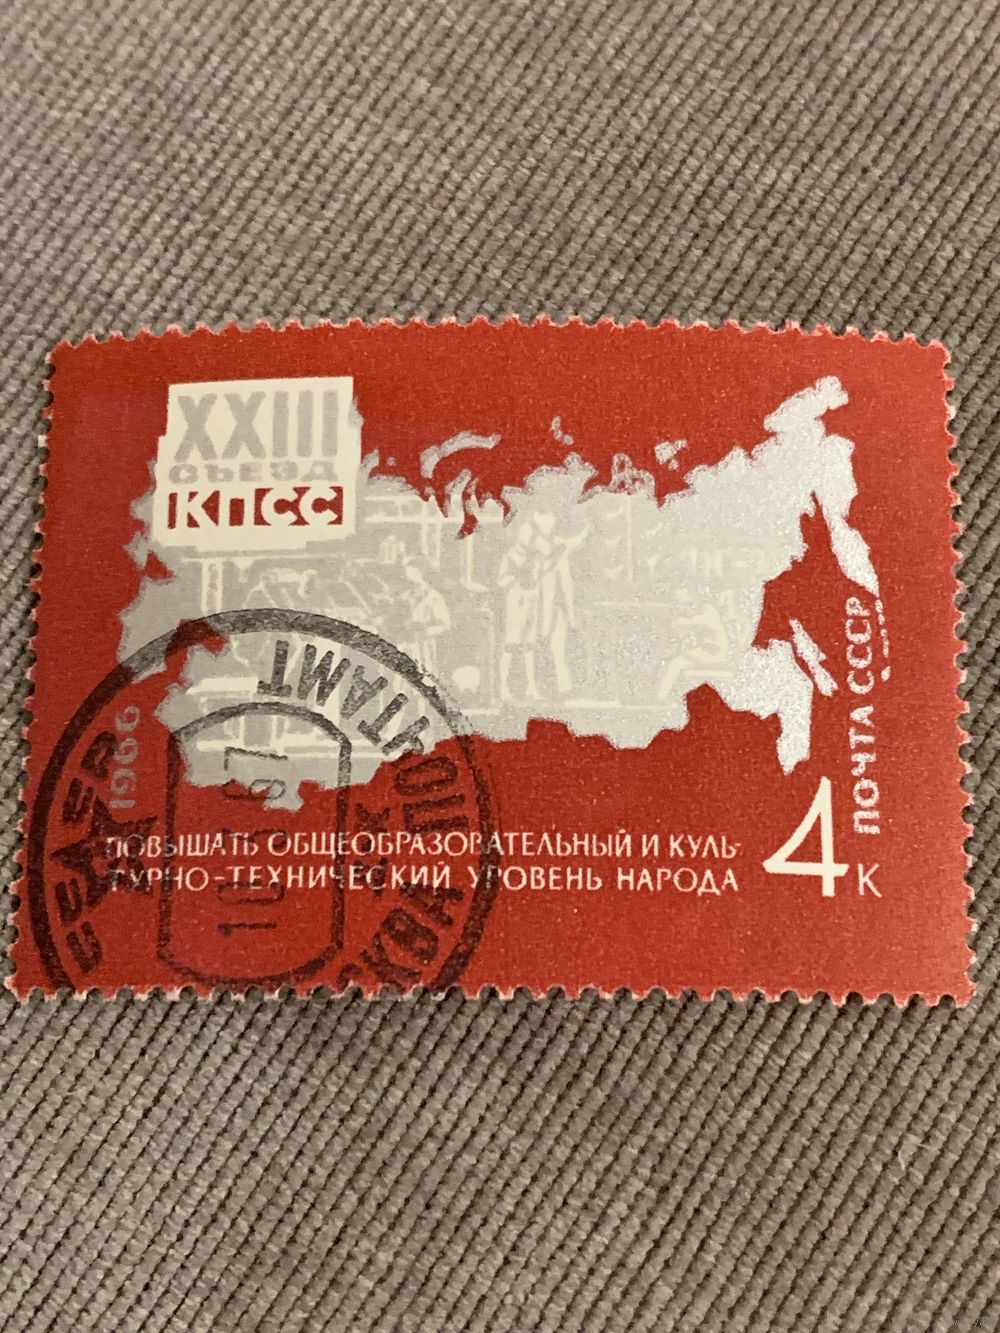 XXIII
СЪЕЗД
КПСС
ПОЧТА СССР
1966
ПОВЫШАТЬ ОБЩЕОБРАЗОВАТЕЛЬНЫЙ И КУЛЬ-
ТУРНО-ТЕХНИЧЕСКИЙ УРОВЕНЬ НАРОДА
4 К